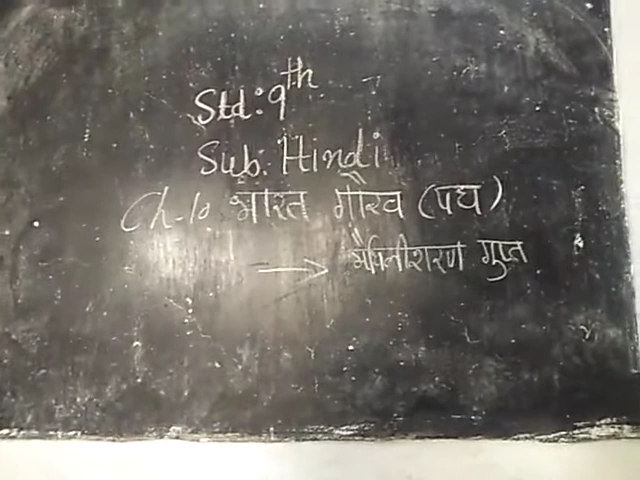 Std: 9th
Sub: Hindi
Ch-10 भारत गौरव (पद्य)
→ मैथिलीशरण गुप्त